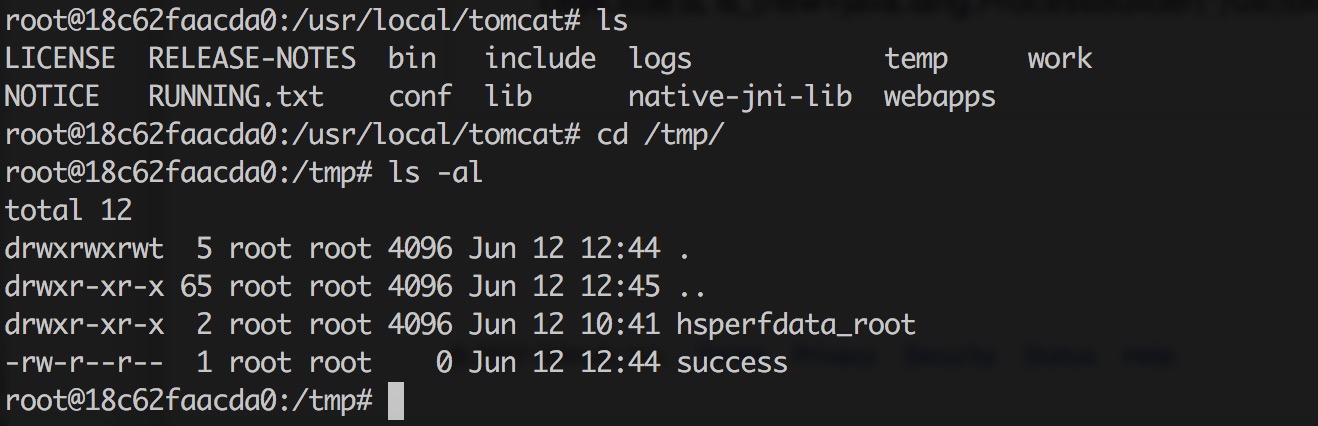 root@18c62faacda0:/usr/local/tomcat# ls
LICENSE  RELEASE-NOTES  bin   include  logs            temp     work
NOTICE   RUNNING.txt    conf  lib      native-jni-lib  webapps
root@18c62faacda0:/usr/local/tomcat# cd /tmp/
root@18c62faacda0:/tmp# ls -al
total 12
drwxrwxrwt  5 root root 4096 Jun 12 12:44 .
drwxr-xr-x 65 root root 4096 Jun 12 12:45 ..
drwxr-xr-x  2 root root 4096 Jun 12 10:41 hsperfdata_root
-rw-r--r--  1 root root    0 Jun 12 12:44 success
root@18c62faacda0:/tmp#